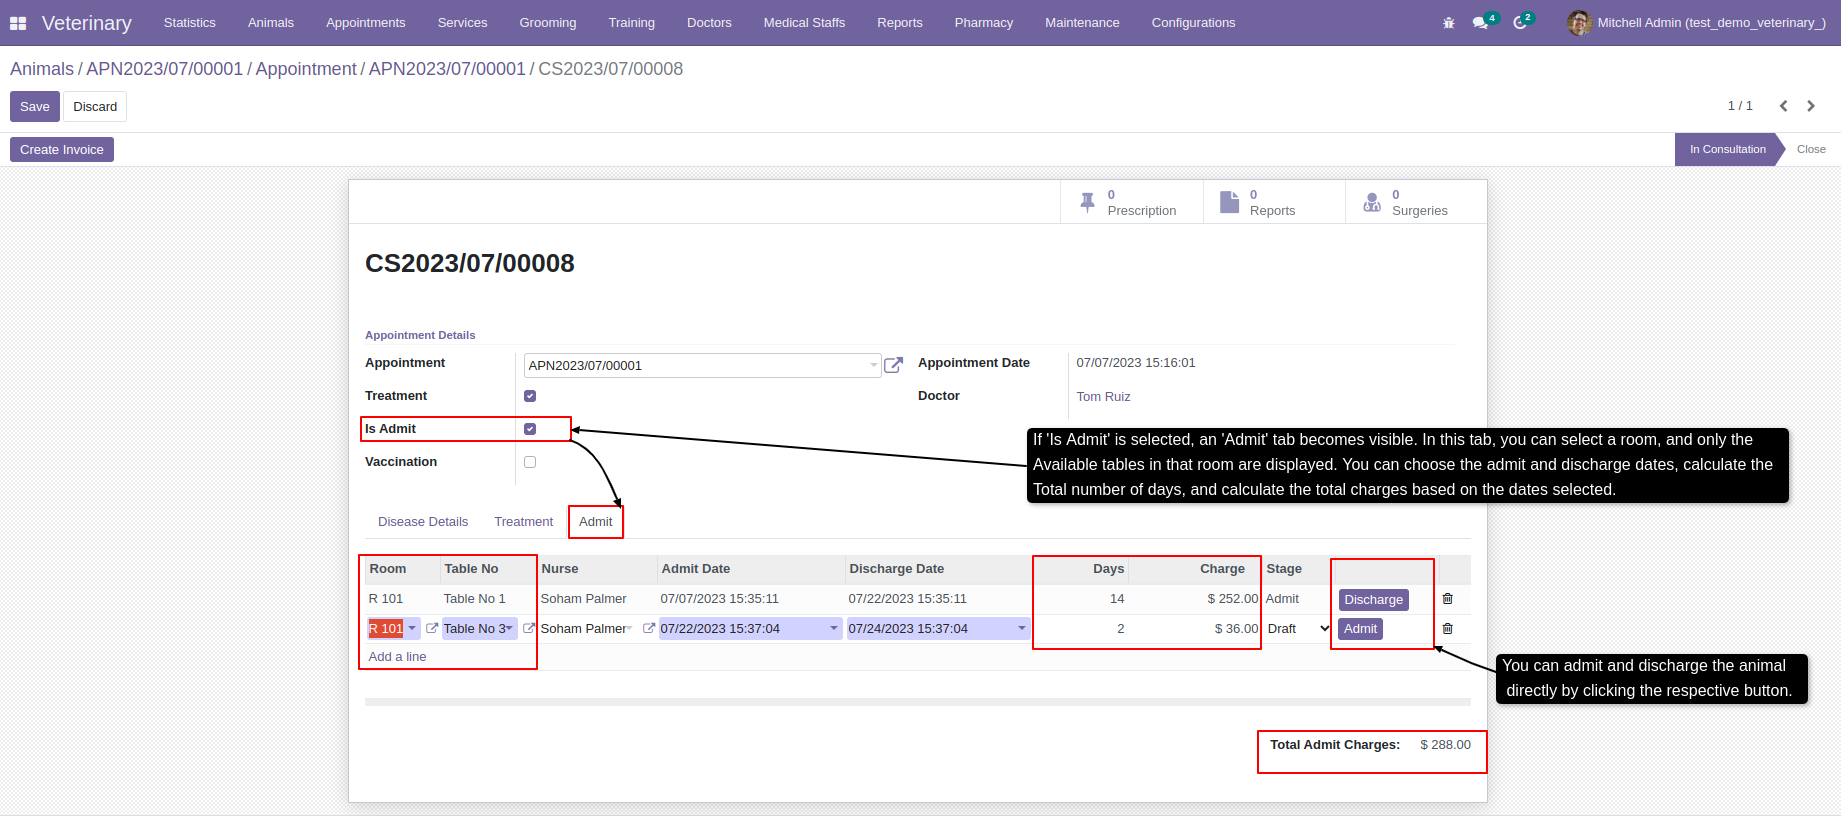 Veterinary Statistics Animals Appointments Services Grooming Training Doctors Medical Staffs Reports Pharmacy Maintenance Configurations 4 2 Mitchell Admin (test_demo_veterinary_)
Animals / APN2023/07/00001 / Appointment / APN2023/07/00001 / CS2023/07/00008
Save Discard 1 / 1
Create Invoice In Consultation Close
0 Prescription
0 Reports
0 Surgeries
CS2023/07/00008
Appointment Details
Appointment APN2023/07/00001 Appointment Date 07/07/2023 15:16:01
Treatment Doctor Tom Ruiz
Is Admit
Vaccination
If 'Is Admit' is selected, an 'Admit' tab becomes visible. In this tab, you can select a room, and only the
Available tables in that room are displayed. You can choose the admit and discharge dates, calculate the
Total number of days, and calculate the total charges based on the dates selected.
Disease Details Treatment Admit
Room Table No Nurse Admit Date Discharge Date Days Charge Stage
R 101 Table No 1 Soham Palmer 07/07/2023 15:35:11 07/22/2023 15:35:11 14 $ 252.00 Admit Discharge
R 101 Table No 3 Soham Palmer 07/22/2023 15:37:04 07/24/2023 15:37:04 2 $ 36.00 Draft Admit
Add a line
You can admit and discharge the animal
directly by clicking the respective button.
Total Admit Charges: $ 288.00